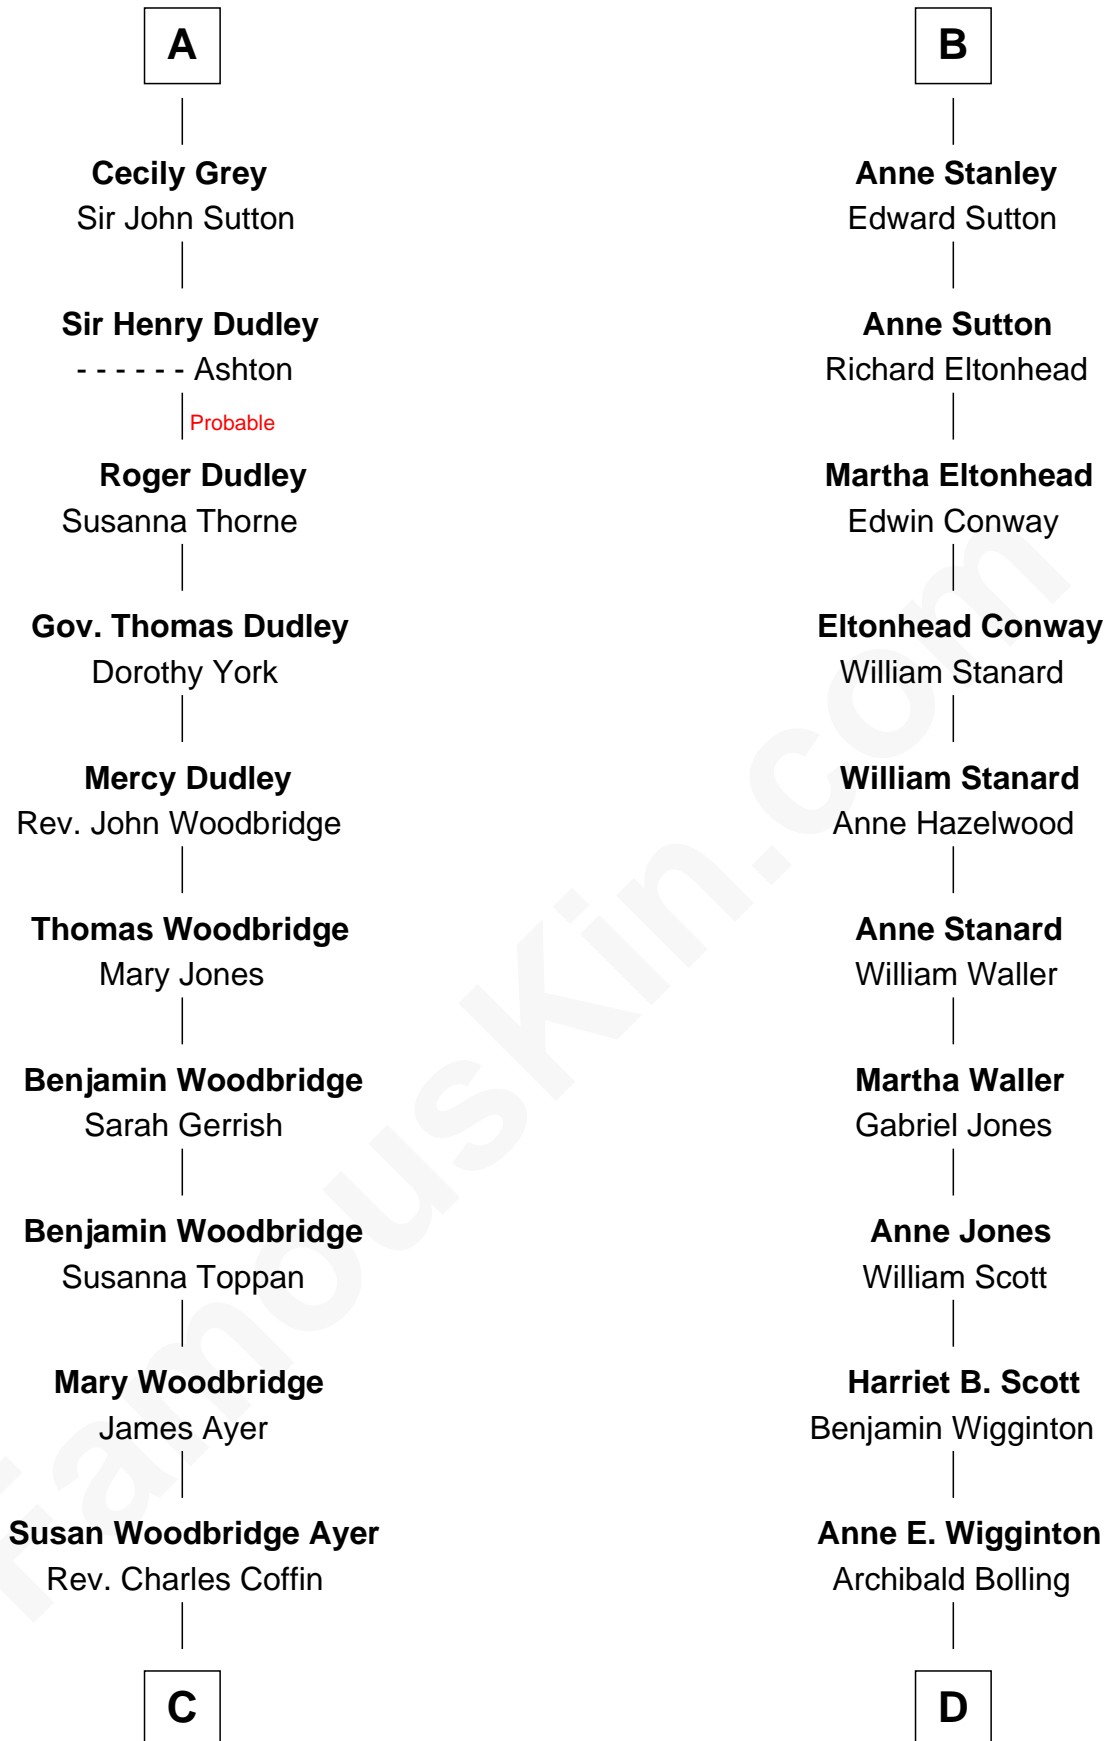 A
Cecily Grey
Sir John Sutton
Sir Henry Dudley
- - - - - - Ashton
Probable
Roger Dudley
Susanna Thorne
Gov. Thomas Dudley
Dorothy York
Mercy Dudley
Rev. John Woodbridge
Thomas Woodbridge
Mary Jones
Benjamin Woodbridge
Sarah Gerrish
Benjamin Woodbridge
Susanna Toppan
Mary Woodbridge
James Ayer
Susan Woodbridge Ayer
Rev. Charles Coffin
C
B
Anne Stanley
Edward Sutton
Anne Sutton
Richard Eltonhead
Martha Eltonhead
Edwin Conway
Eltonhead Conway
William Stanard
William Stanard
Anne Hazelwood
Anne Stanard
William Waller
Martha Waller
Gabriel Jones
Anne Jones
William Scott
Harriet B. Scott
Benjamin Wigginton
Anne E. Wigginton
Archibald Bolling
D
FamousKin.com